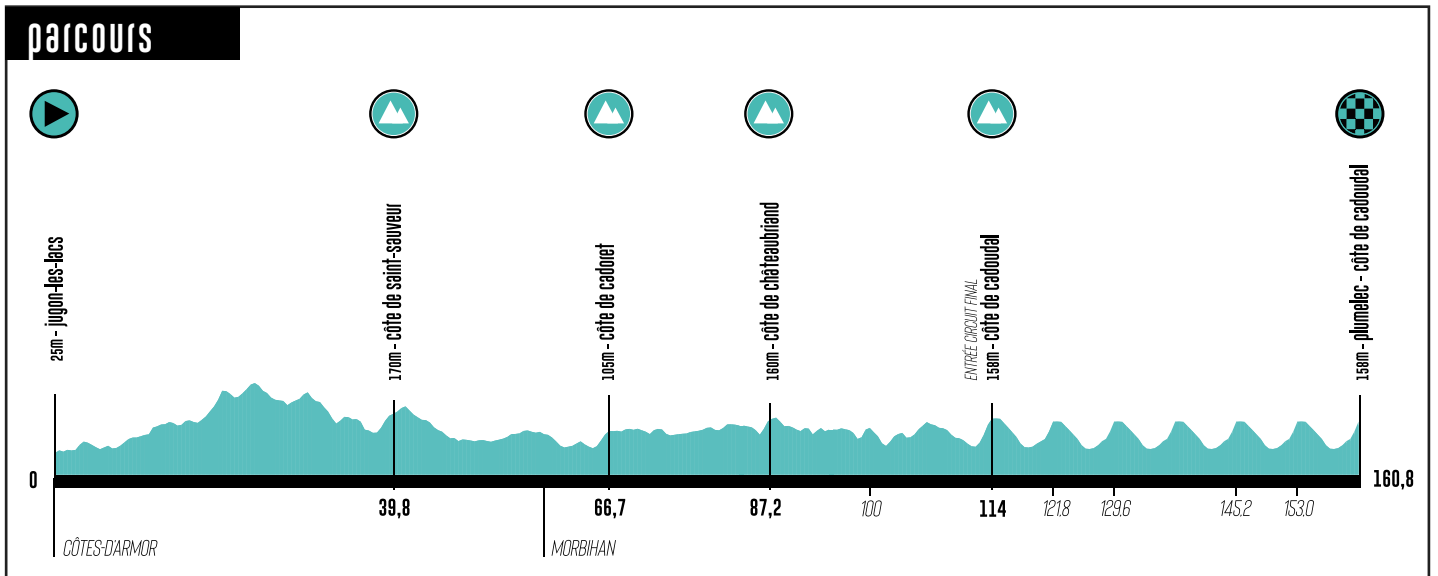 parcours
25m - jugon-les-lacs
170m - côte de saint-sauveur
105m - côte de cadoret
160m - côte de châteaubriand
ENTRÉE CIRCUIT FINAL
158m - côte de cadoudal
158m - plumelec - côte de cadoudal
0
160,8
39,8
66,7
87,2
100
114
121,8
129,6
145,2
153,0
CÔTES-D'ARMOR
MORBIHAN